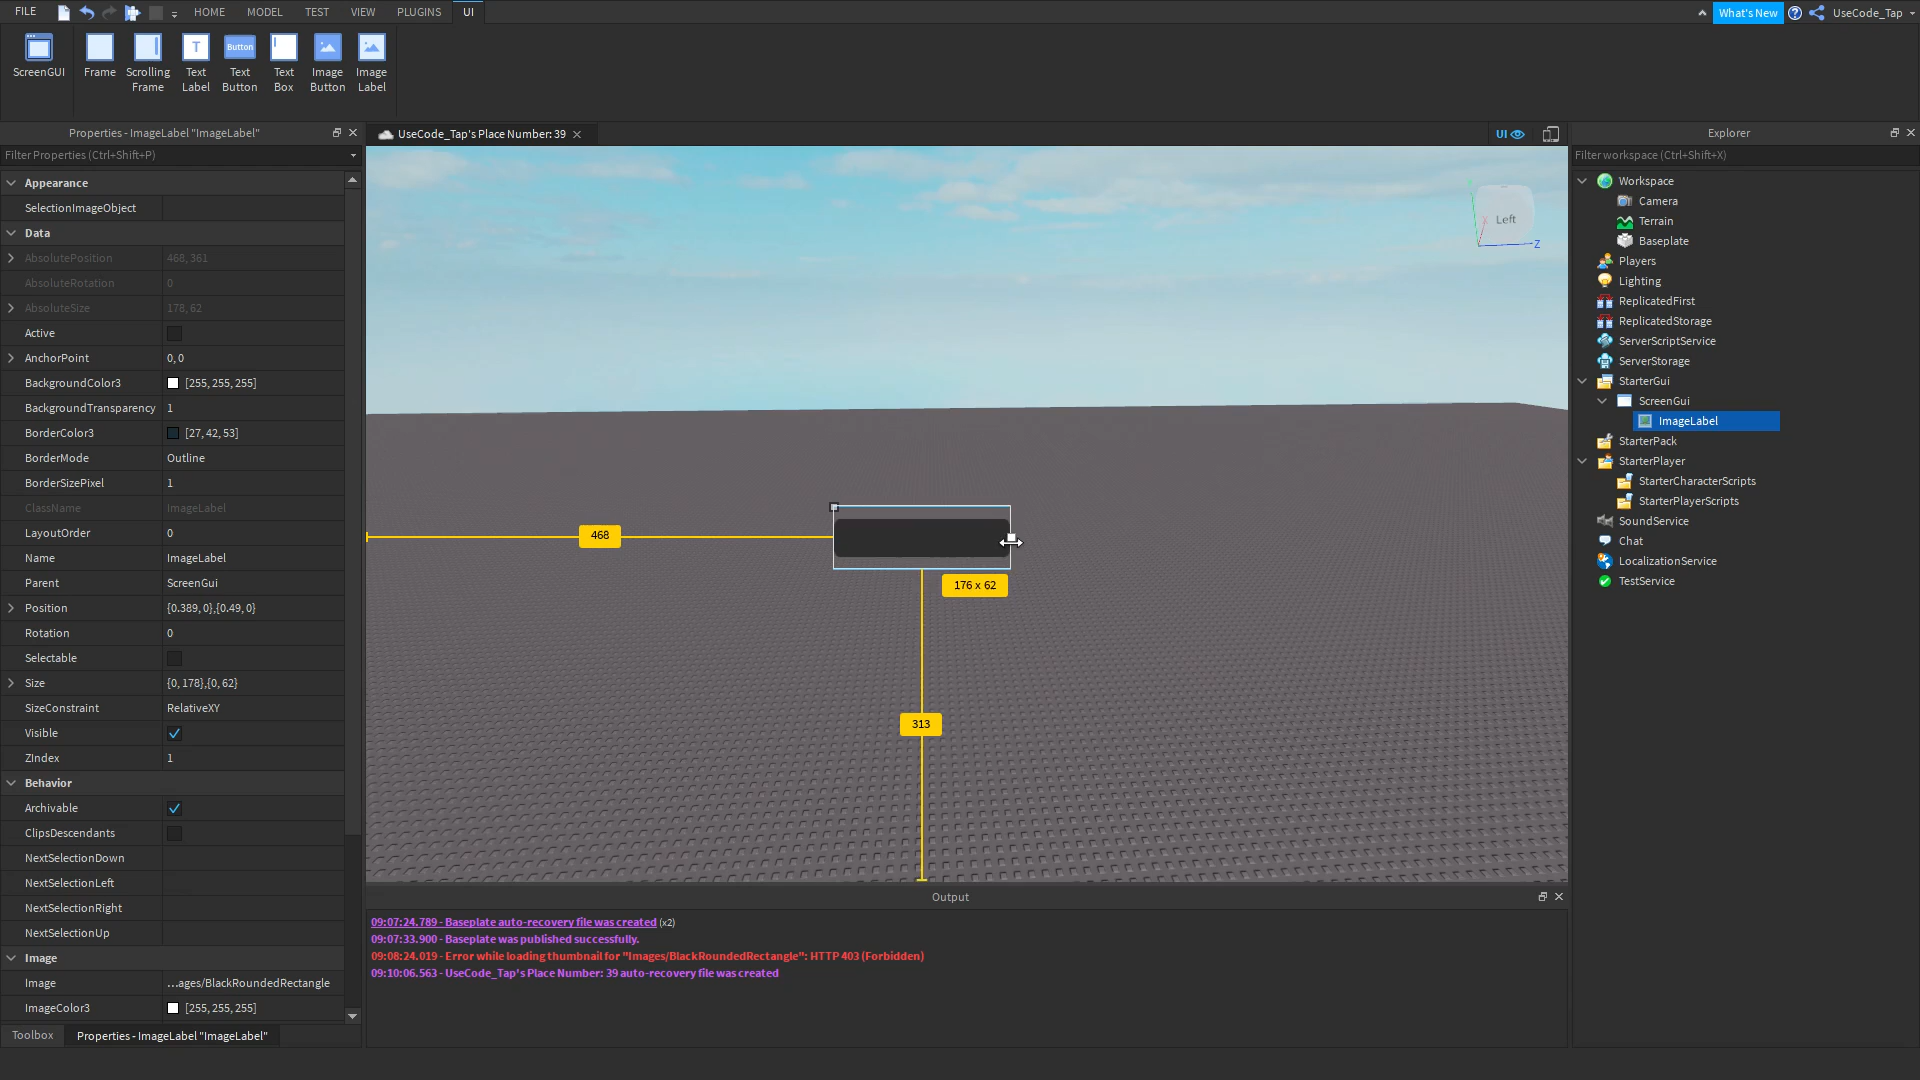 FILE HOME MODEL TEST VIEW PLUGINS UI What's New UseCode_Tap
ScreenGUI
Frame
Scrolling
Frame
T
Text
Label
Button
Text
Button
Text
Box
Image
Button
Image
Label
Properties - ImageLabel "ImageLabel"
Filter Properties (Ctrl+Shift+P)
Appearance
SelectionImageObject
Data
AbsolutePosition 468, 361
AbsoluteRotation 0
AbsoluteSize 178, 62
Active
AnchorPoint 0, 0
BackgroundColor3 [255, 255, 255]
BackgroundTransparency 1
BorderColor3 [27, 42, 53]
BorderMode Outline
BorderSizePixel 1
ClassName ImageLabel
LayoutOrder 0
Name ImageLabel
Parent ScreenGui
Position {0.389, 0},{0.49, 0}
Rotation 0
Selectable
Size {0, 178},{0, 62}
SizeConstraint RelativeXY
Visible
ZIndex 1
Behavior
Archivable
ClipsDescendants
NextSelectionDown
NextSelectionLeft
NextSelectionRight
NextSelectionUp
Image
Image ...ages/BlackRoundedRectangle
ImageColor3 [255, 255, 255]
Toolbox Properties - ImageLabel "ImageLabel"
UseCode_Tap's Place Number: 39
UI
Left
Z
468
176 x 62
313
Output
09:07:24.789 - Baseplate auto-recovery file was created (x2)
09:07:33.900 - Baseplate was published successfully.
09:08:24.019 - Error while loading thumbnail for "Images/BlackRoundedRectangle": HTTP 403 (Forbidden)
09:10:06.563 - UseCode_Tap's Place Number: 39 auto-recovery file was created
Explorer
Filter workspace (Ctrl+Shift+X)
Workspace
Camera
Terrain
Baseplate
Players
Lighting
ReplicatedFirst
ReplicatedStorage
ServerScriptService
ServerStorage
StarterGui
ScreenGui
ImageLabel
StarterPack
StarterPlayer
StarterCharacterScripts
StarterPlayerScripts
SoundService
Chat
LocalizationService
TestService